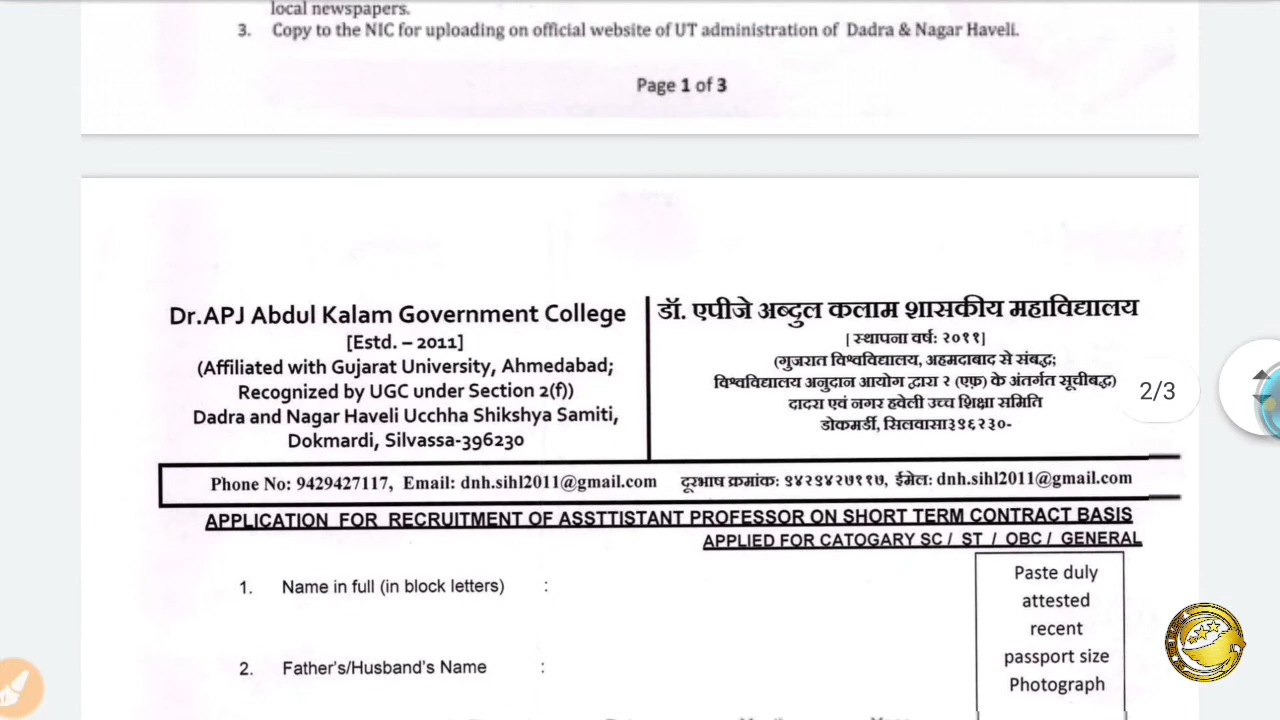 local newspapers.
3. Copy to the NIC for uploading on official website of UT administration of Dadra & Nagar Haveli.
Page 1 of 3
Dr.APJ Abdul Kalam Government College
[Estd. – 2011]
(Affiliated with Gujarat University, Ahmedabad;
Recognized by UGC under Section 2(f))
Dadra and Nagar Haveli Ucchha Shikshya Samiti,
Dokmardi, Silvassa-396230
डॉ. एपीजे अब्दुल कलाम शासकीय महाविद्यालय
[स्थापना वर्ष: २०११]
(गुजरात विश्वविद्यालय, अहमदाबाद से संबद्ध;
विश्वविद्यालय अनुदान आयोग द्वारा २ (एफ़) के अंतर्गत सूचीबद्ध)
दादरा एवं नगर हवेली उच्च शिक्षा समिति
डोकमर्डी, सिलवासा३९६२३०-
2/3
Phone No: 9429427117, Email: dnh.sihl2011@gmail.com दूरभाष क्रमांक: ९४२९४२७११७, ईमेल: dnh.sihl2011@gmail.com
APPLICATION FOR RECRUITMENT OF ASSTTISTANT PROFESSOR ON SHORT TERM CONTRACT BASIS
APPLIED FOR CATOGARY SC / ST / OBC / GENERAL
1. Name in full (in block letters) :
2. Father's/Husband's Name :
Paste duly
attested
recent
passport size
Photograph